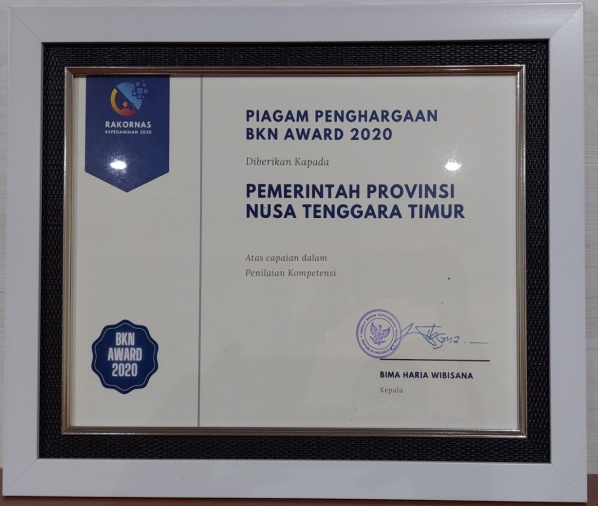 RAKORNAS
KEPEGAWAIAN 2020
PIAGAM PENGHARGAAN
BKN AWARD 2020
Diberikan Kapada
PEMERINTAH PROVINSI
NUSA TENGGARA TIMUR
Atas capaian dalam
Penilaian Kompetensi
BKN
AWARD
2020
BIMA HARIA WIBISANA
Kepala